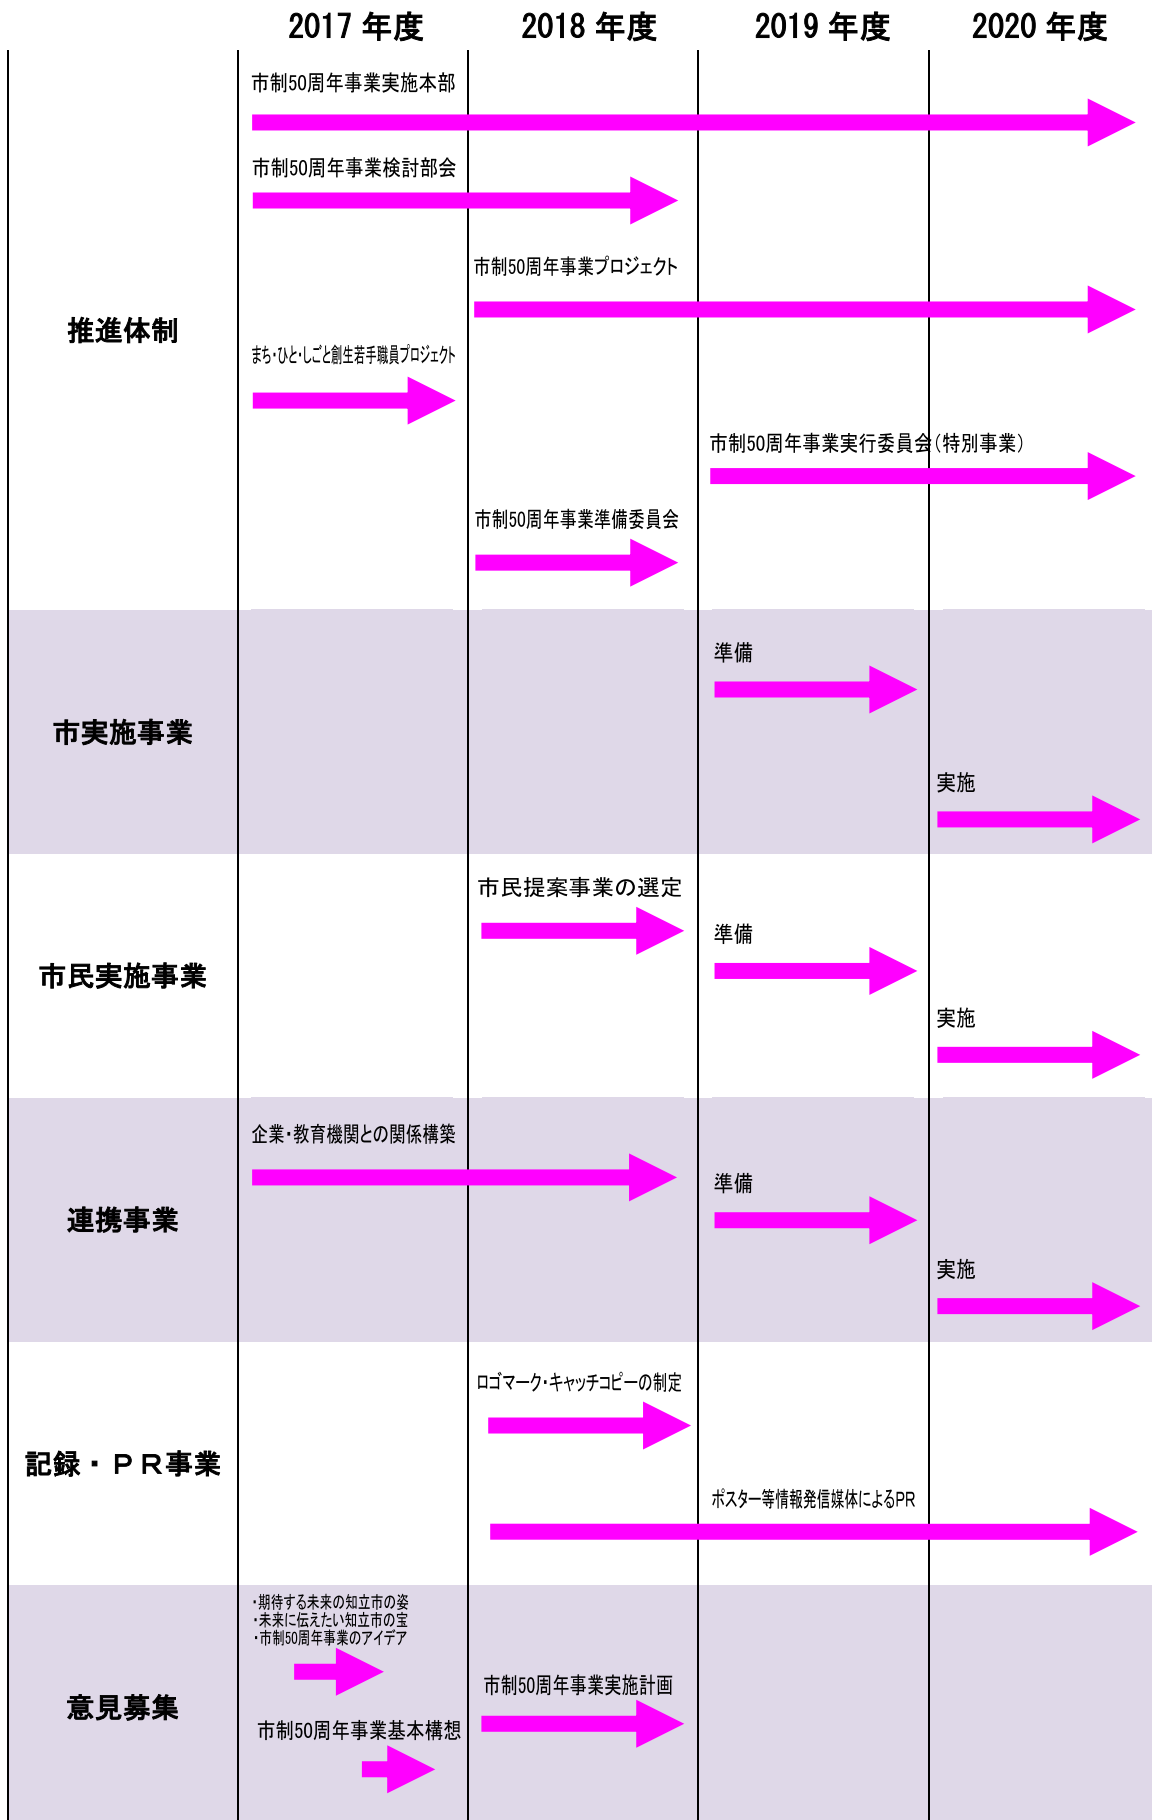 2017 年度
2018 年度
2019 年度
2020 年度
推進体制
市制50周年事業実施本部
市制50周年事業検討部会
市制50周年事業プロジェクト
まち・ひと・しごと創生若手職員プロジェクト
市制50周年事業実行委員会（特別事業）
市制50周年事業準備委員会
市実施事業
準備
実施
市民実施事業
市民提案事業の選定
準備
実施
連携事業
企業・教育機関との関係構築
準備
実施
記録・ＰＲ事業
ロゴマーク・キャッチコピーの制定
ポスター等情報発信媒体によるPR
意見募集
・期待する未来の知立市の姿
・未来に伝えたい知立市の宝
・市制50周年事業のアイデア
市制50周年事業実施計画
市制50周年事業基本構想